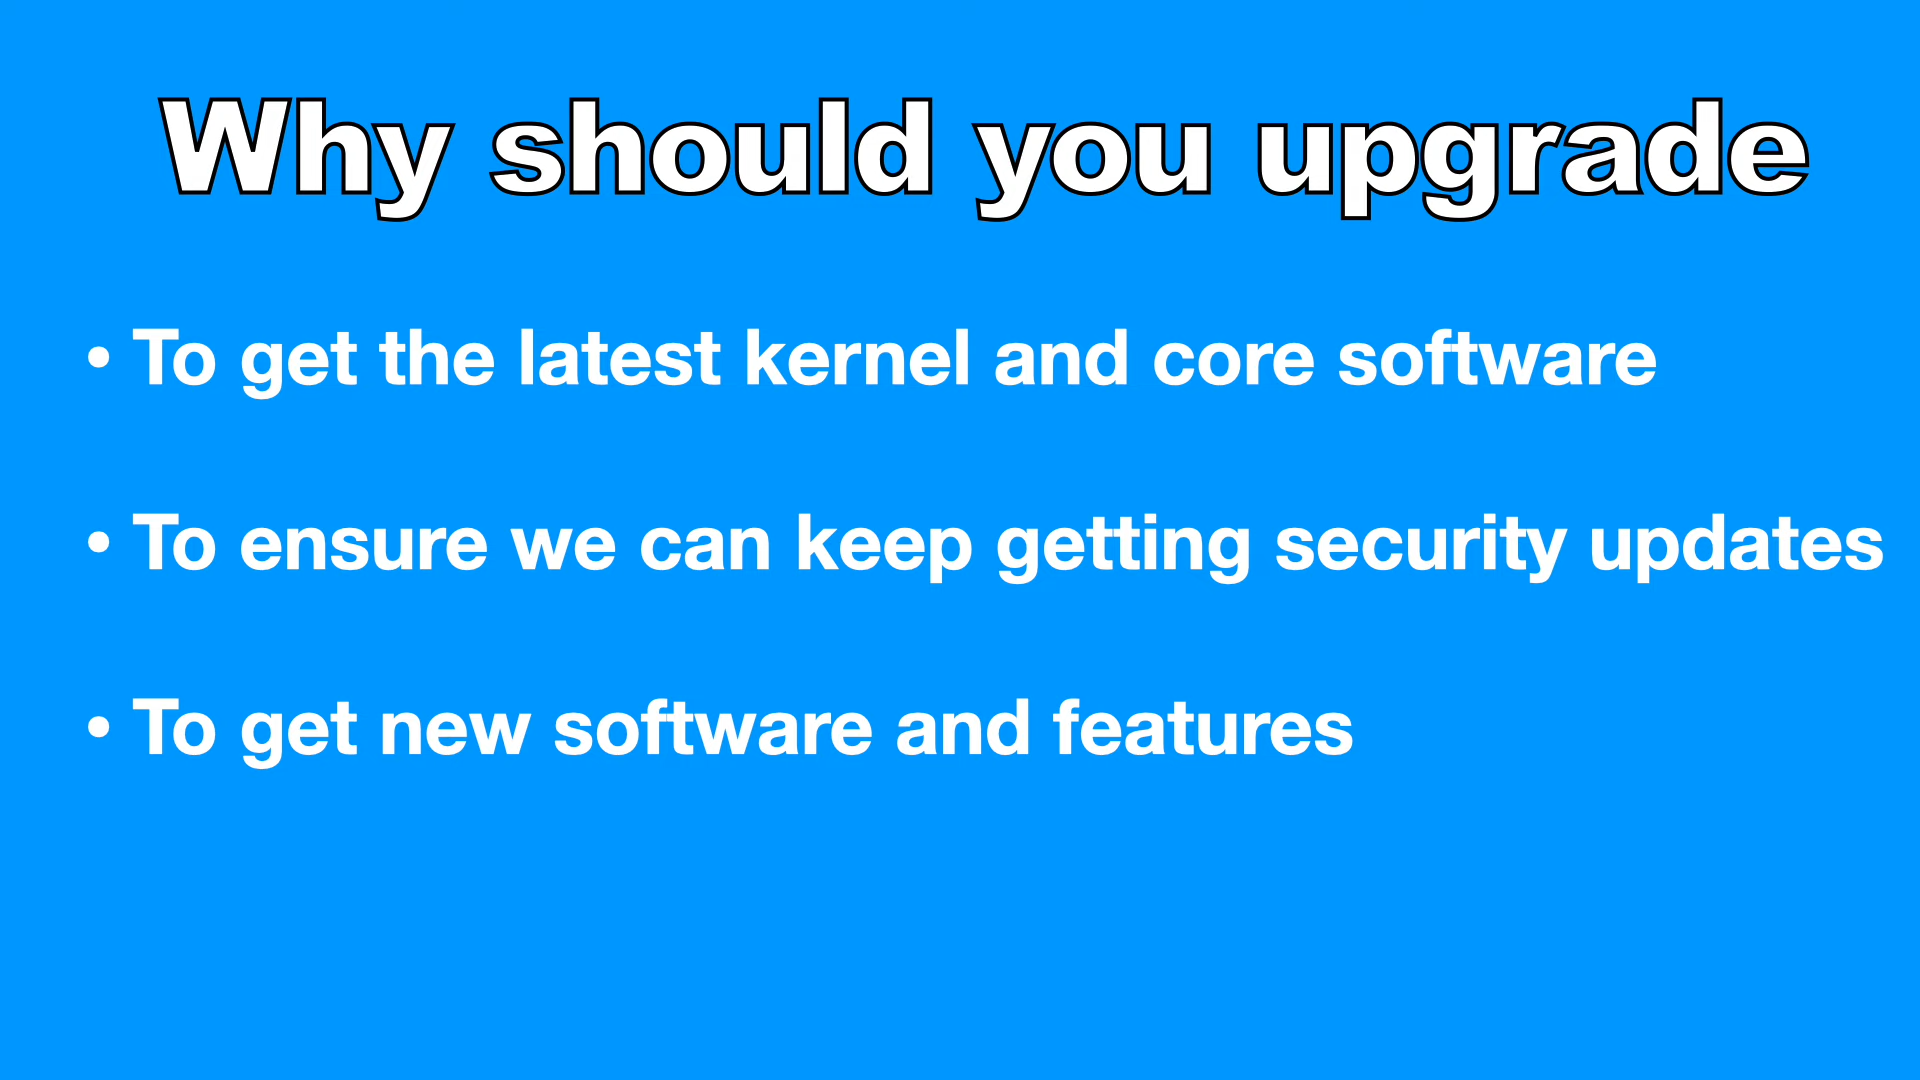 Why should you upgrade
• To get the latest kernel and core software
• To ensure we can keep getting security updates
• To get new software and features